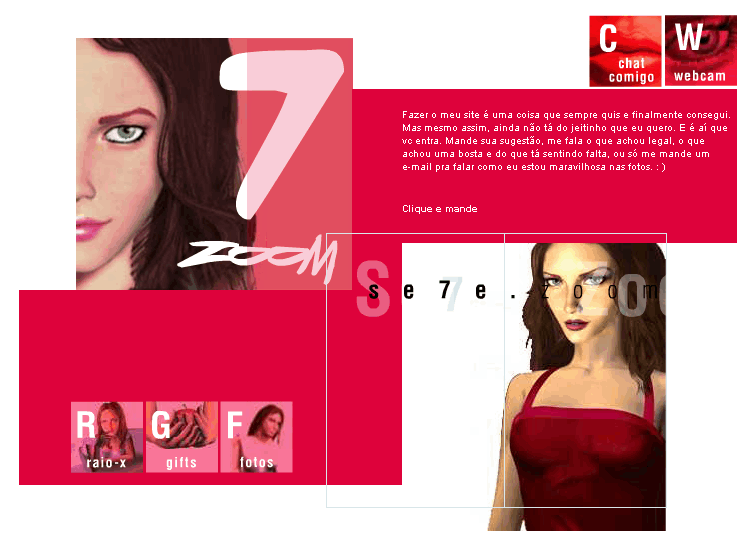 C
chat
comigo
W
webcam
7
ZOOM
Fazer o meu site é uma coisa que sempre quis e finalmente consegui.
Mas mesmo assim, ainda não tá do jeitinho que eu quero. E é aí que
vc entra. Mande sua sugestão, me fala o que achou legal, o que
achou uma bosta e do que tá sentindo falta, ou só me mande um
e-mail pra falar como eu estou maravilhosa nas fotos. : )
Clique e mande
se7e.zoom
S 7 ZOO
R
raio-x
G
gifts
F
fotos